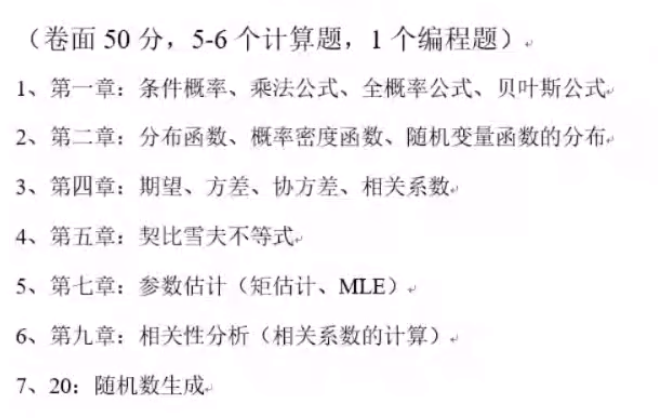 （卷面 50 分，5-6 个计算题，1 个编程题）
1、第一章：条件概率、乘法公式、全概率公式、贝叶斯公式
2、第二章：分布函数、概率密度函数、随机变量函数的分布
3、第四章：期望、方差、协方差、相关系数
4、第五章：契比雪夫不等式
5、第七章：参数估计（矩估计、MLE）
6、第九章：相关性分析（相关系数的计算）
7、20：随机数生成